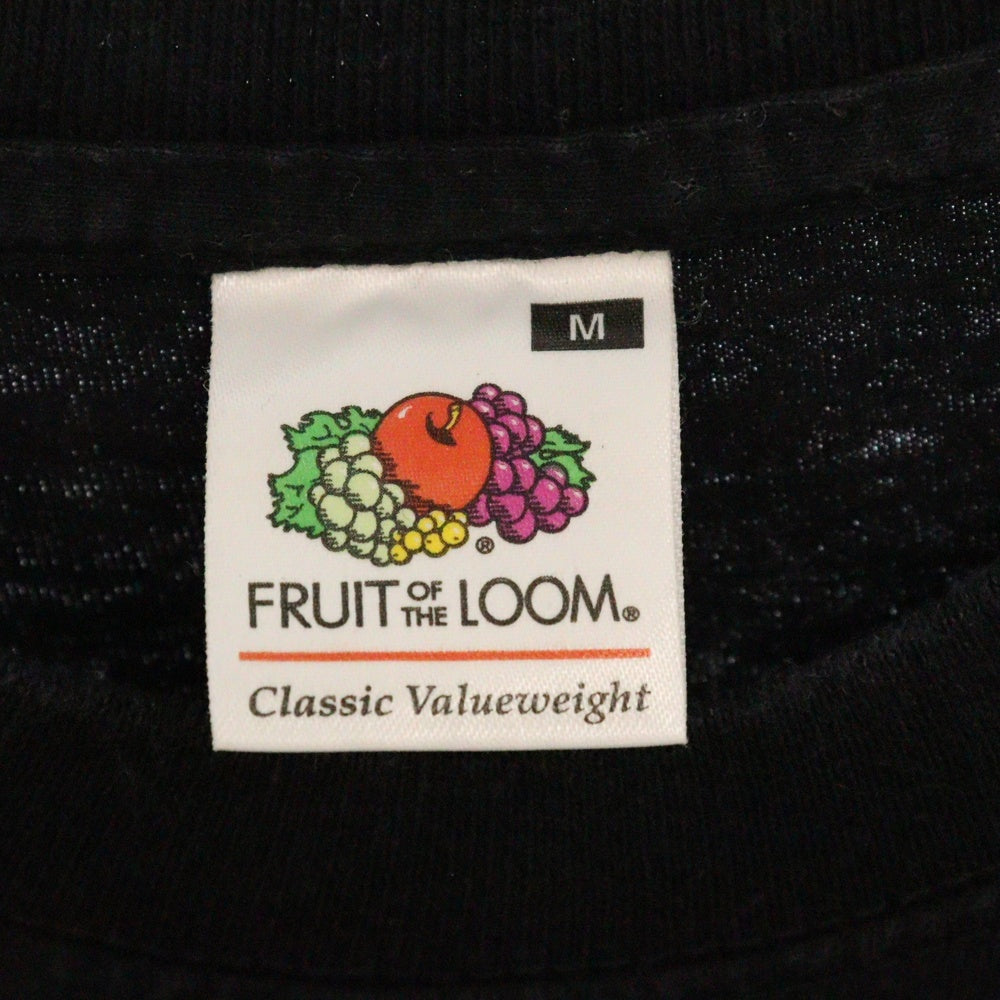 M
®
FRUIT OF THE LOOM®
Classic Valueweight